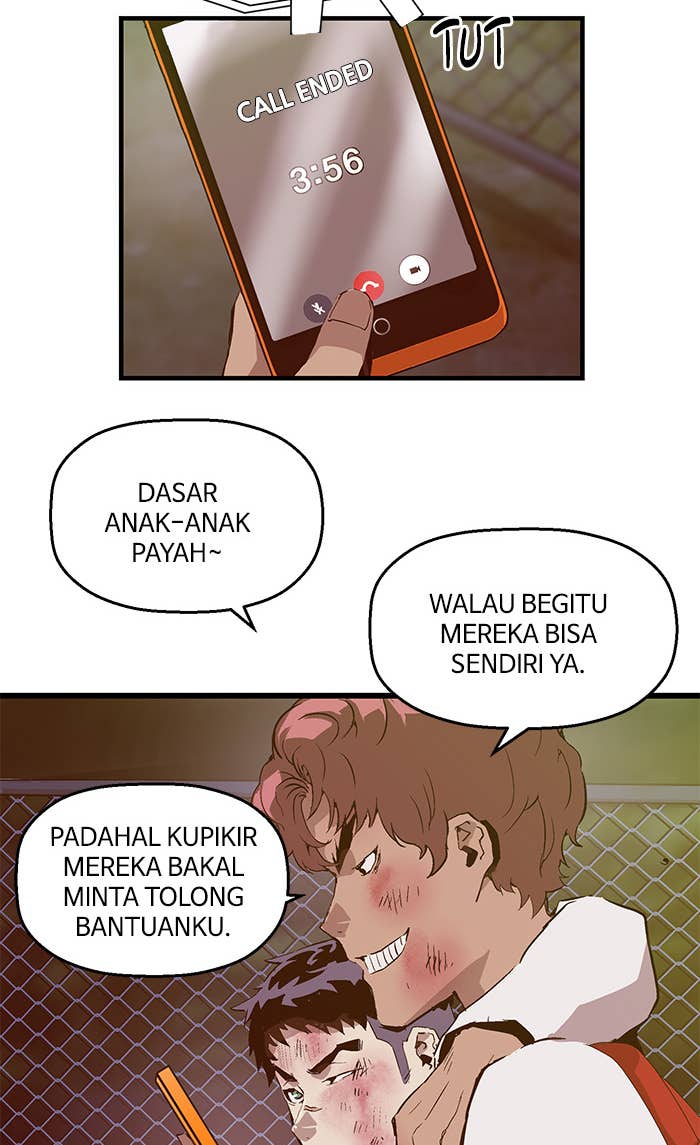 TUT
CALL ENDED
3:56
DASAR
ANAK-ANAK
PAYAH~
WALAU BEGITU
MEREKA BISA
SENDIRI YA.
PADAHAL KUPIKIR
MEREKA BAKAL
MINTA TOLONG
BANTUANKU.